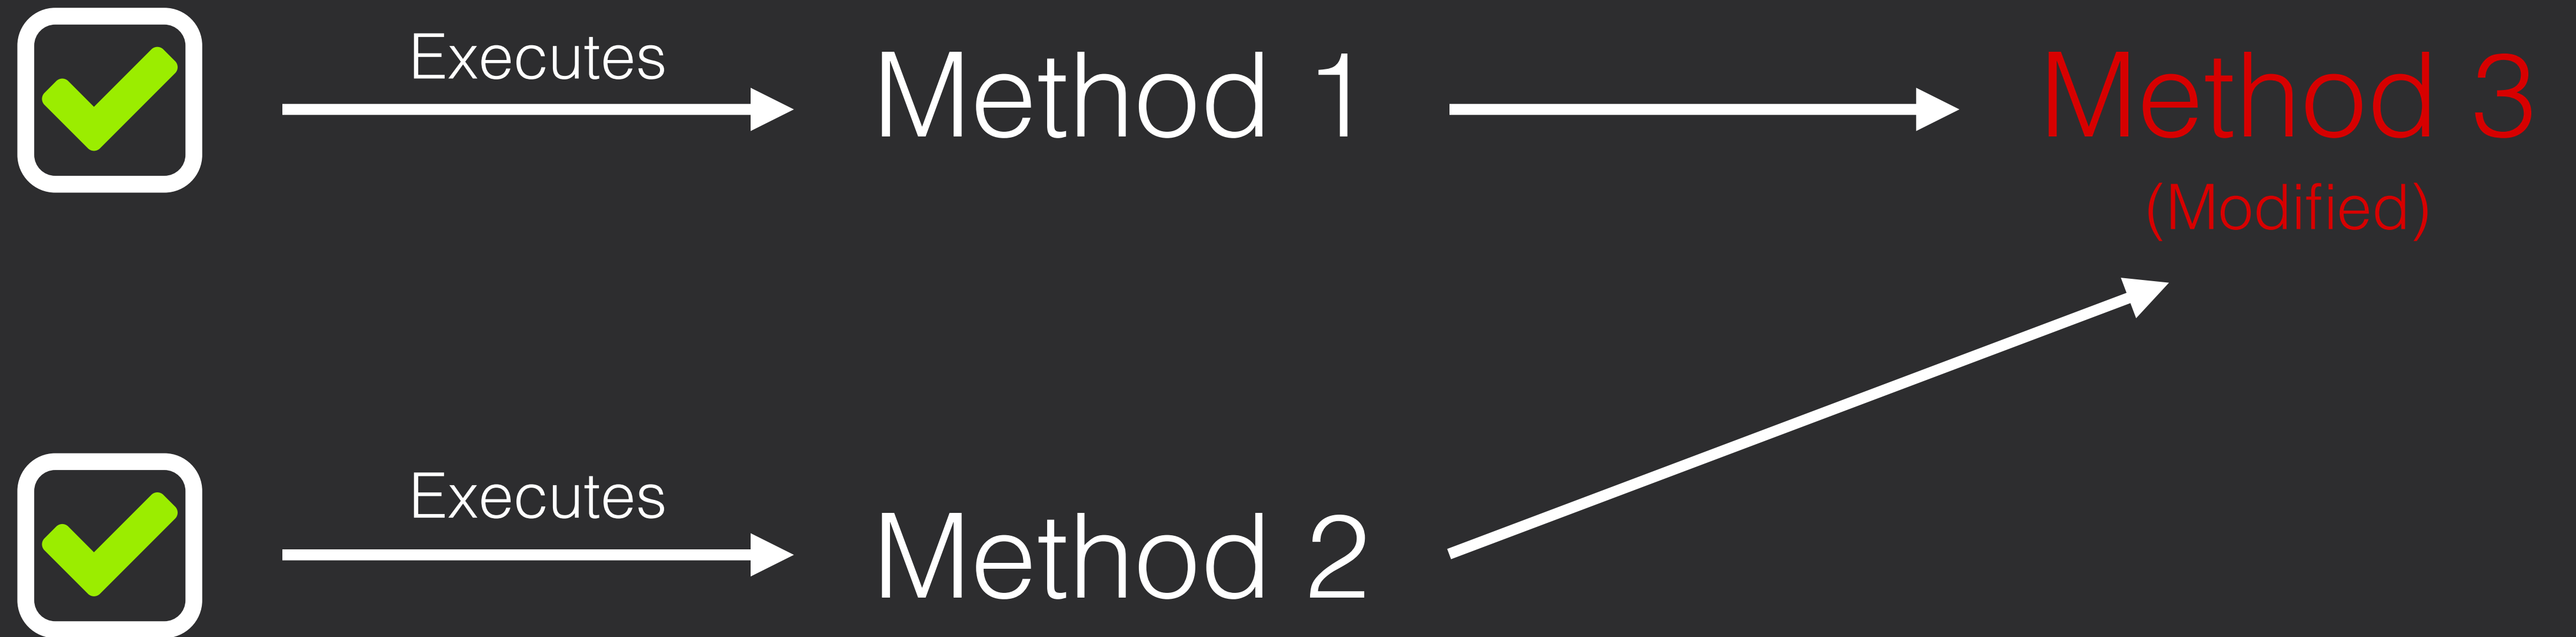 Executes
Method 1
Method 3
(Modified)
Executes
Method 2